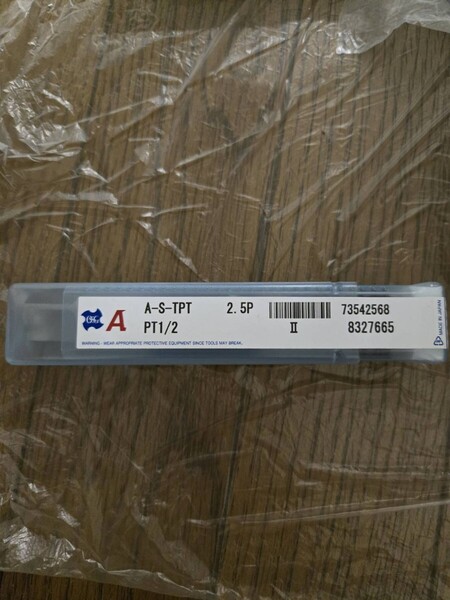 OSG A
A-S-TPT 2.5P 73542568
PT1/2 II 8327665
WARNING - WEAR APPROPRIATE PROTECTIVE EQUIPMENT SINCE TOOLS MAY BREAK.
MADE IN JAPAN